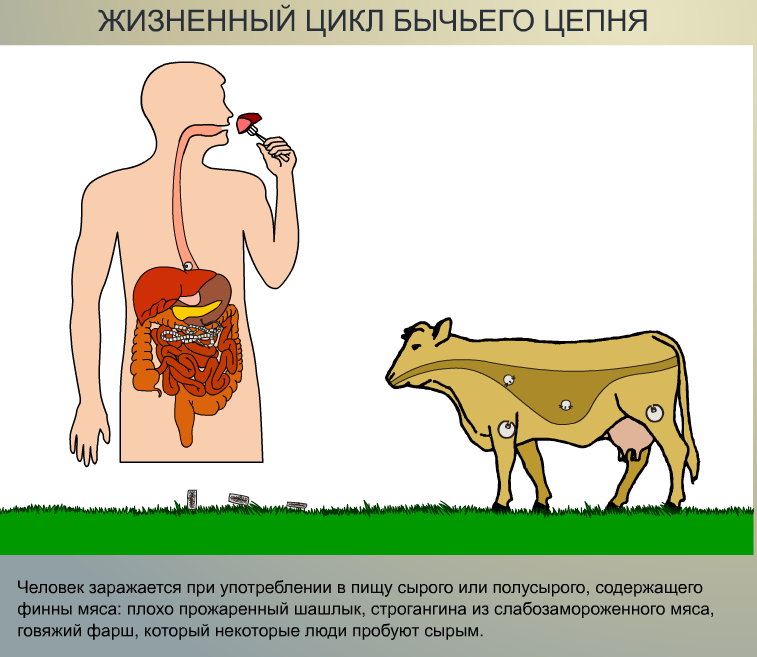 ЖИЗНЕННЫЙ ЦИКЛ БЫЧЬЕГО ЦЕПНЯ
Человек заражается при употреблении в пищу сырого или полусырого, содержащего
финны мяса: плохо прожаренный шашлык, строгангина из слабозамороженного мяса,
говяжий фарш, который некоторые люди пробуют сырым.